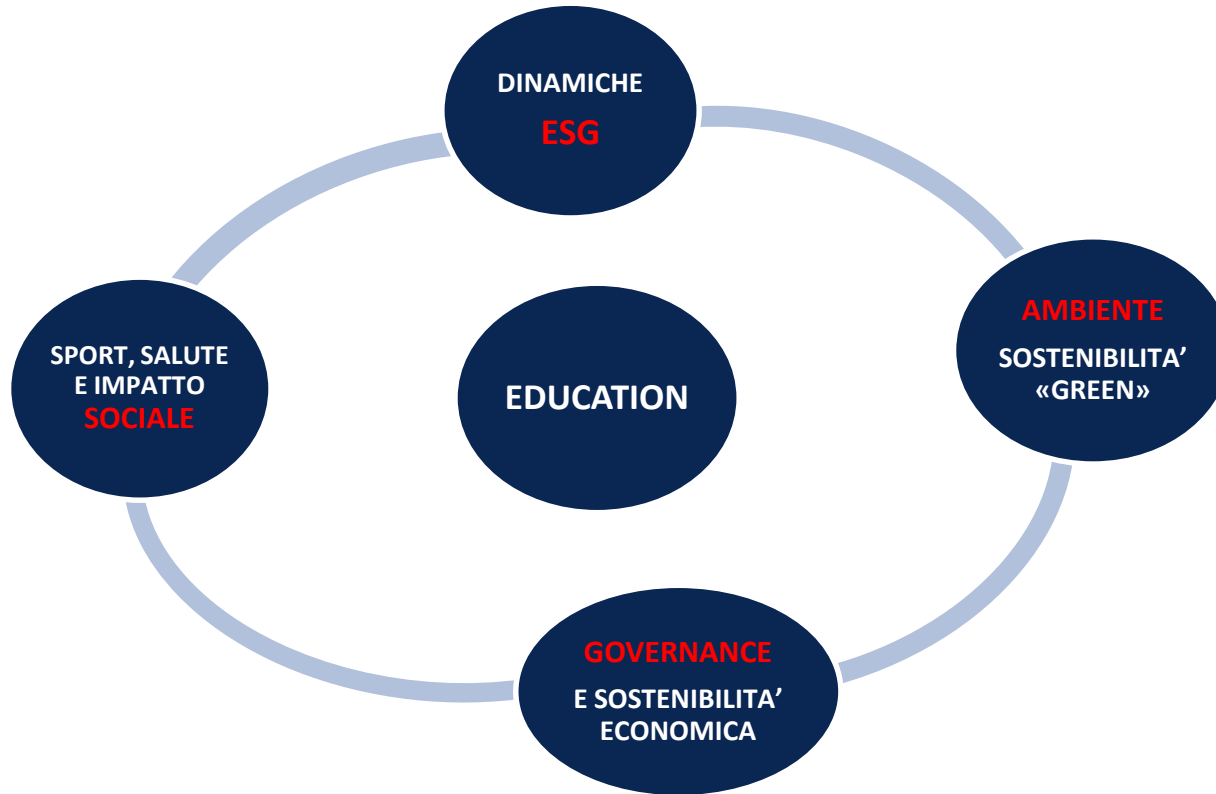 DINAMICHE
ESG
AMBIENTE
SOSTENIBILITA’
«GREEN»
SPORT, SALUTE
E IMPATTO
SOCIALE
EDUCATION
GOVERNANCE
E SOSTENIBILITA’
ECONOMICA